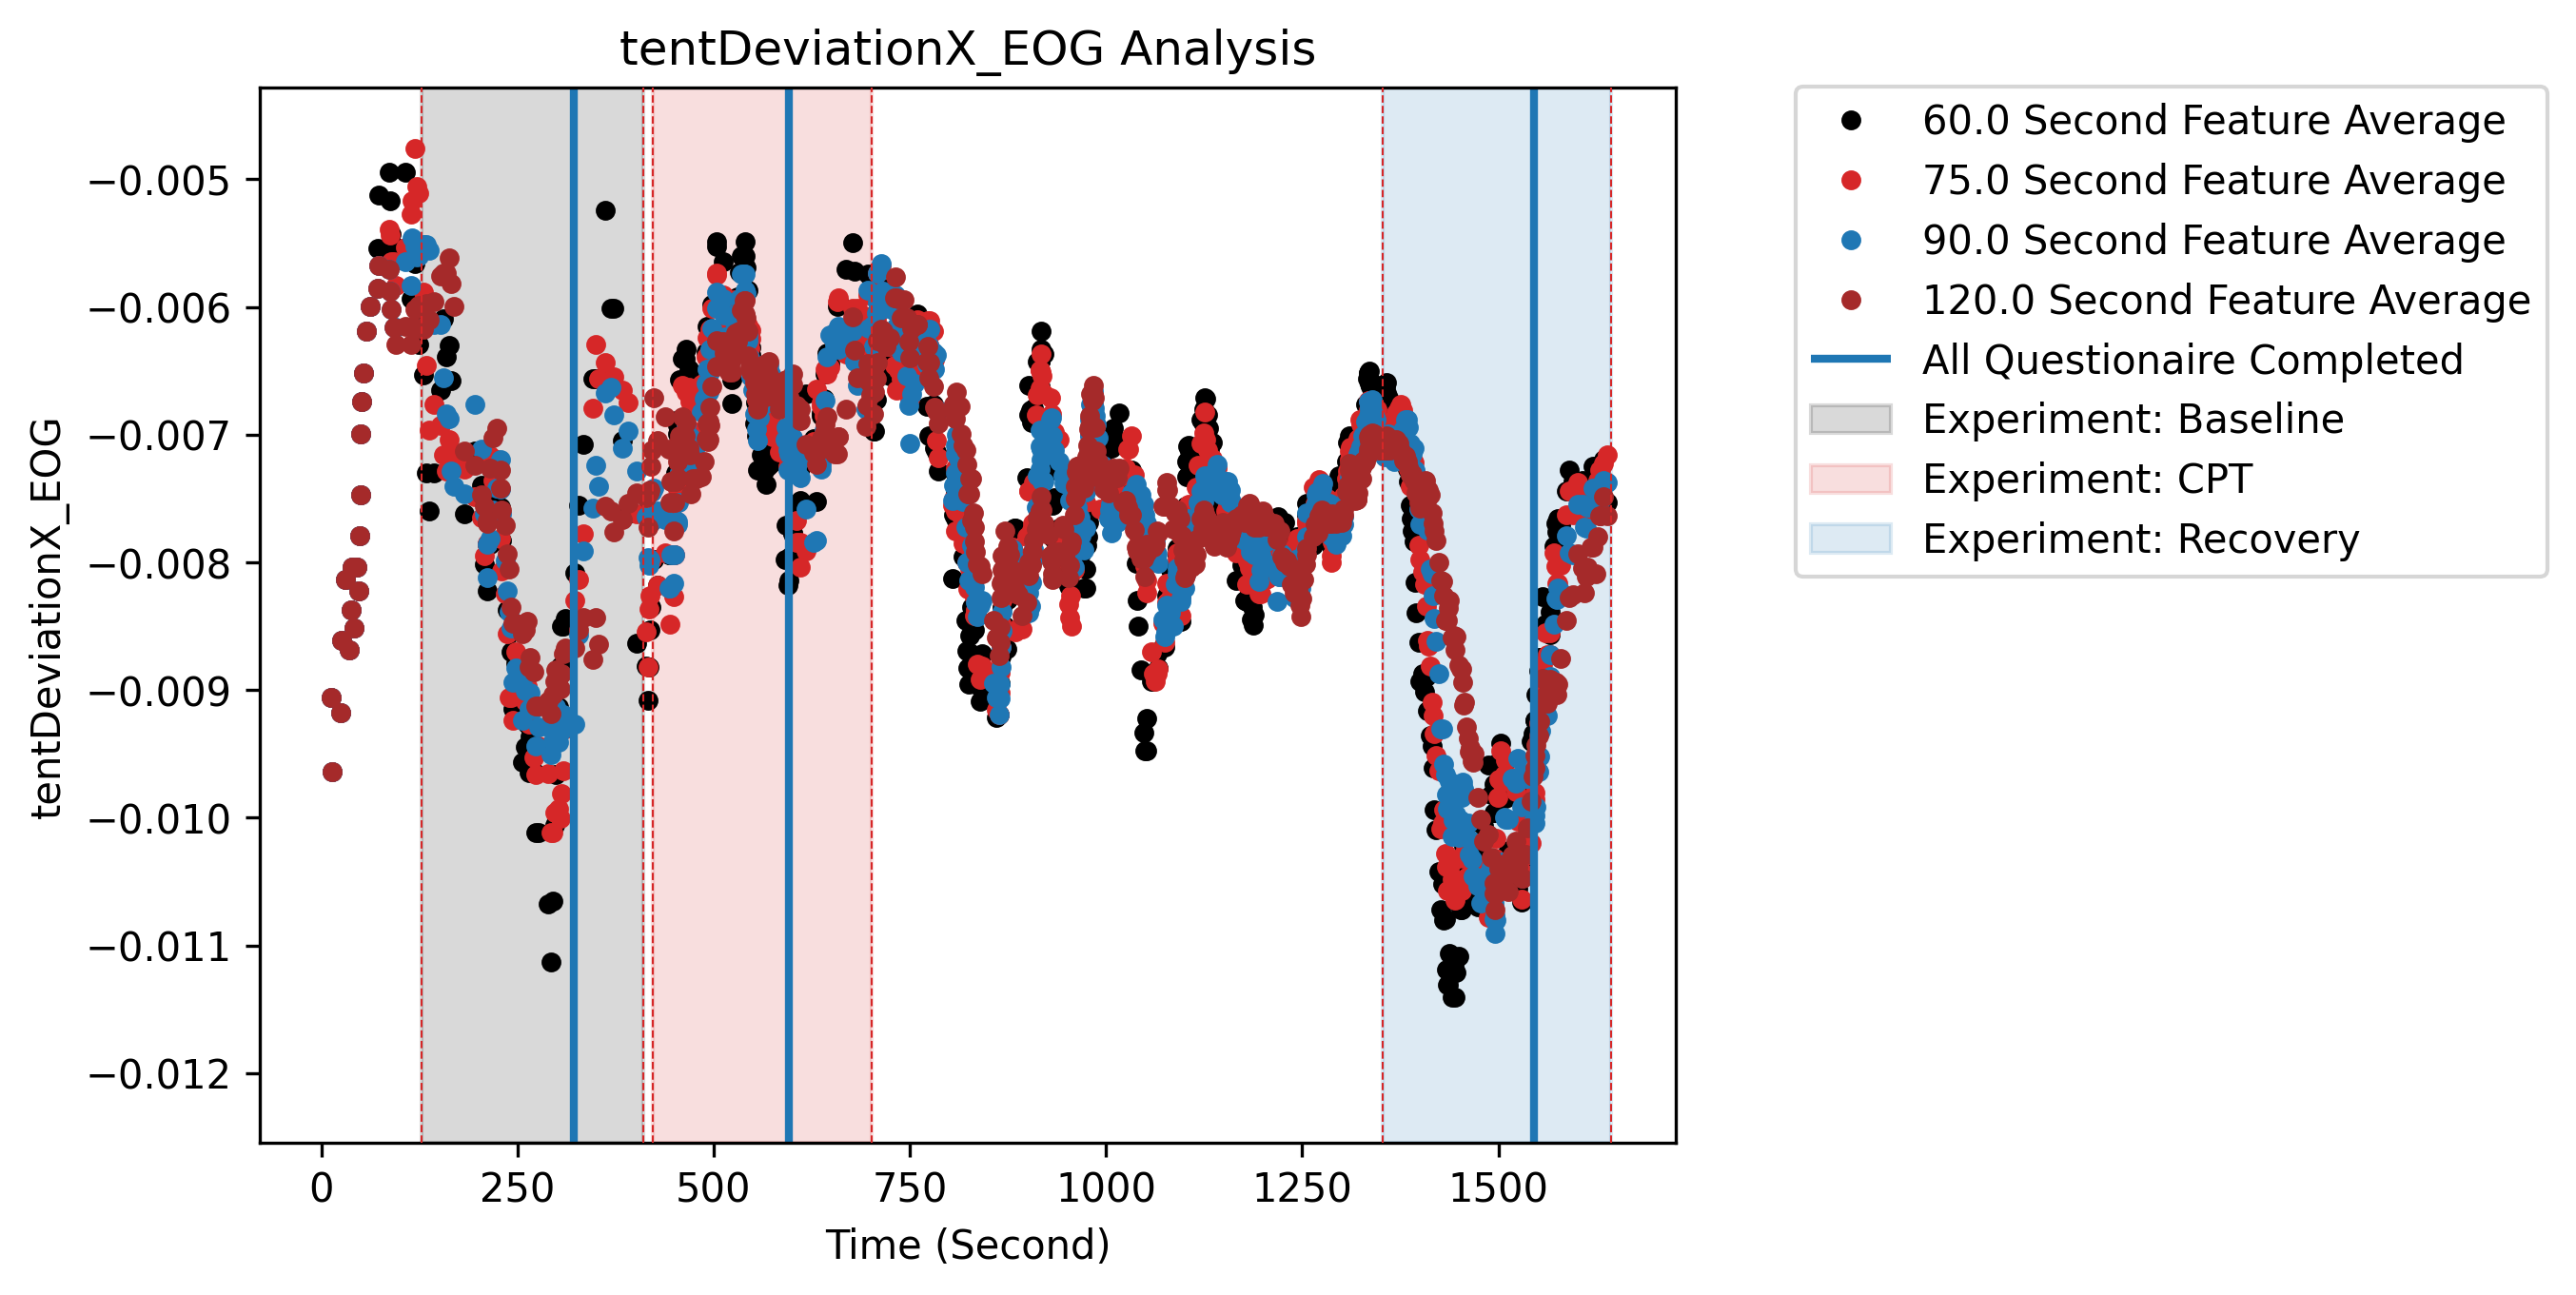 tentDeviationX_EOG Analysis
−0.005
−0.006
−0.007
−0.008
−0.009
−0.010
−0.011
−0.012
tentDeviationX_EOG
0 250 500 750 1000 1250 1500
Time (Second)
60.0 Second Feature Average
75.0 Second Feature Average
90.0 Second Feature Average
120.0 Second Feature Average
All Questionaire Completed
Experiment: Baseline
Experiment: CPT
Experiment: Recovery